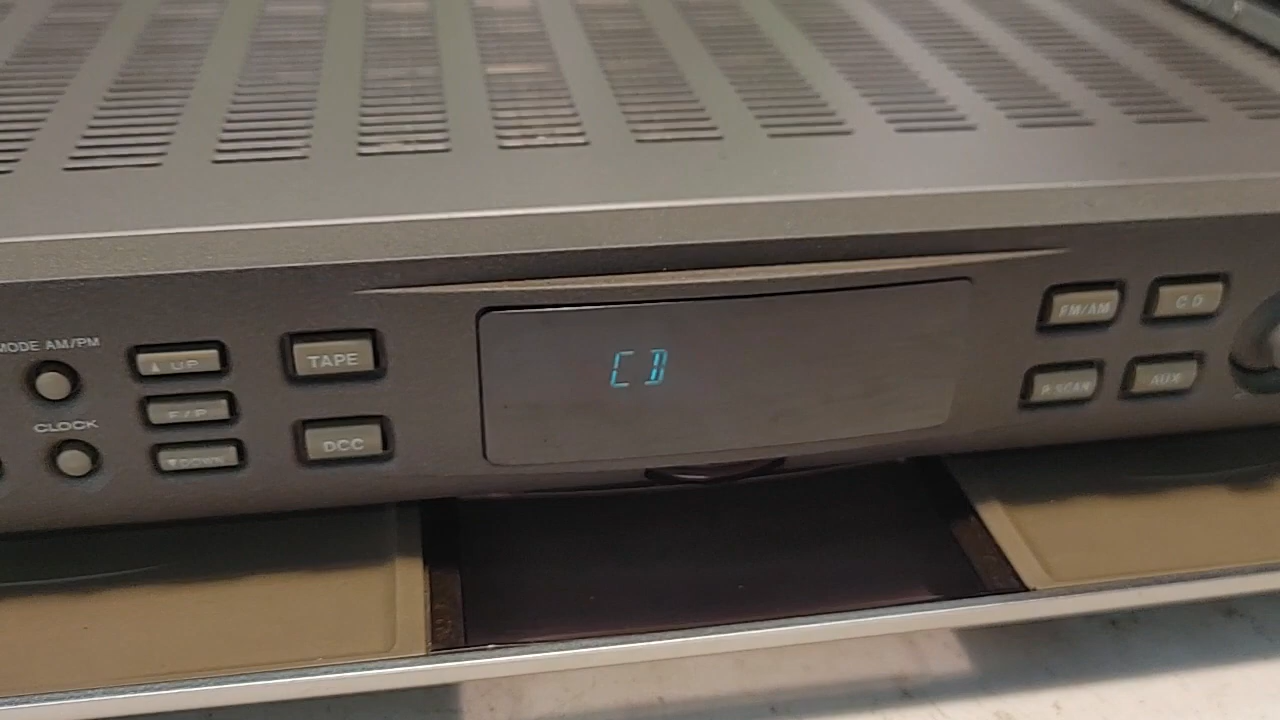 MODE AM/PM
CLOCK
▲ UP
E/P
▼DOWN
TAPE
DCC
CD
FM/AM
CD
P.SCAN
AUX